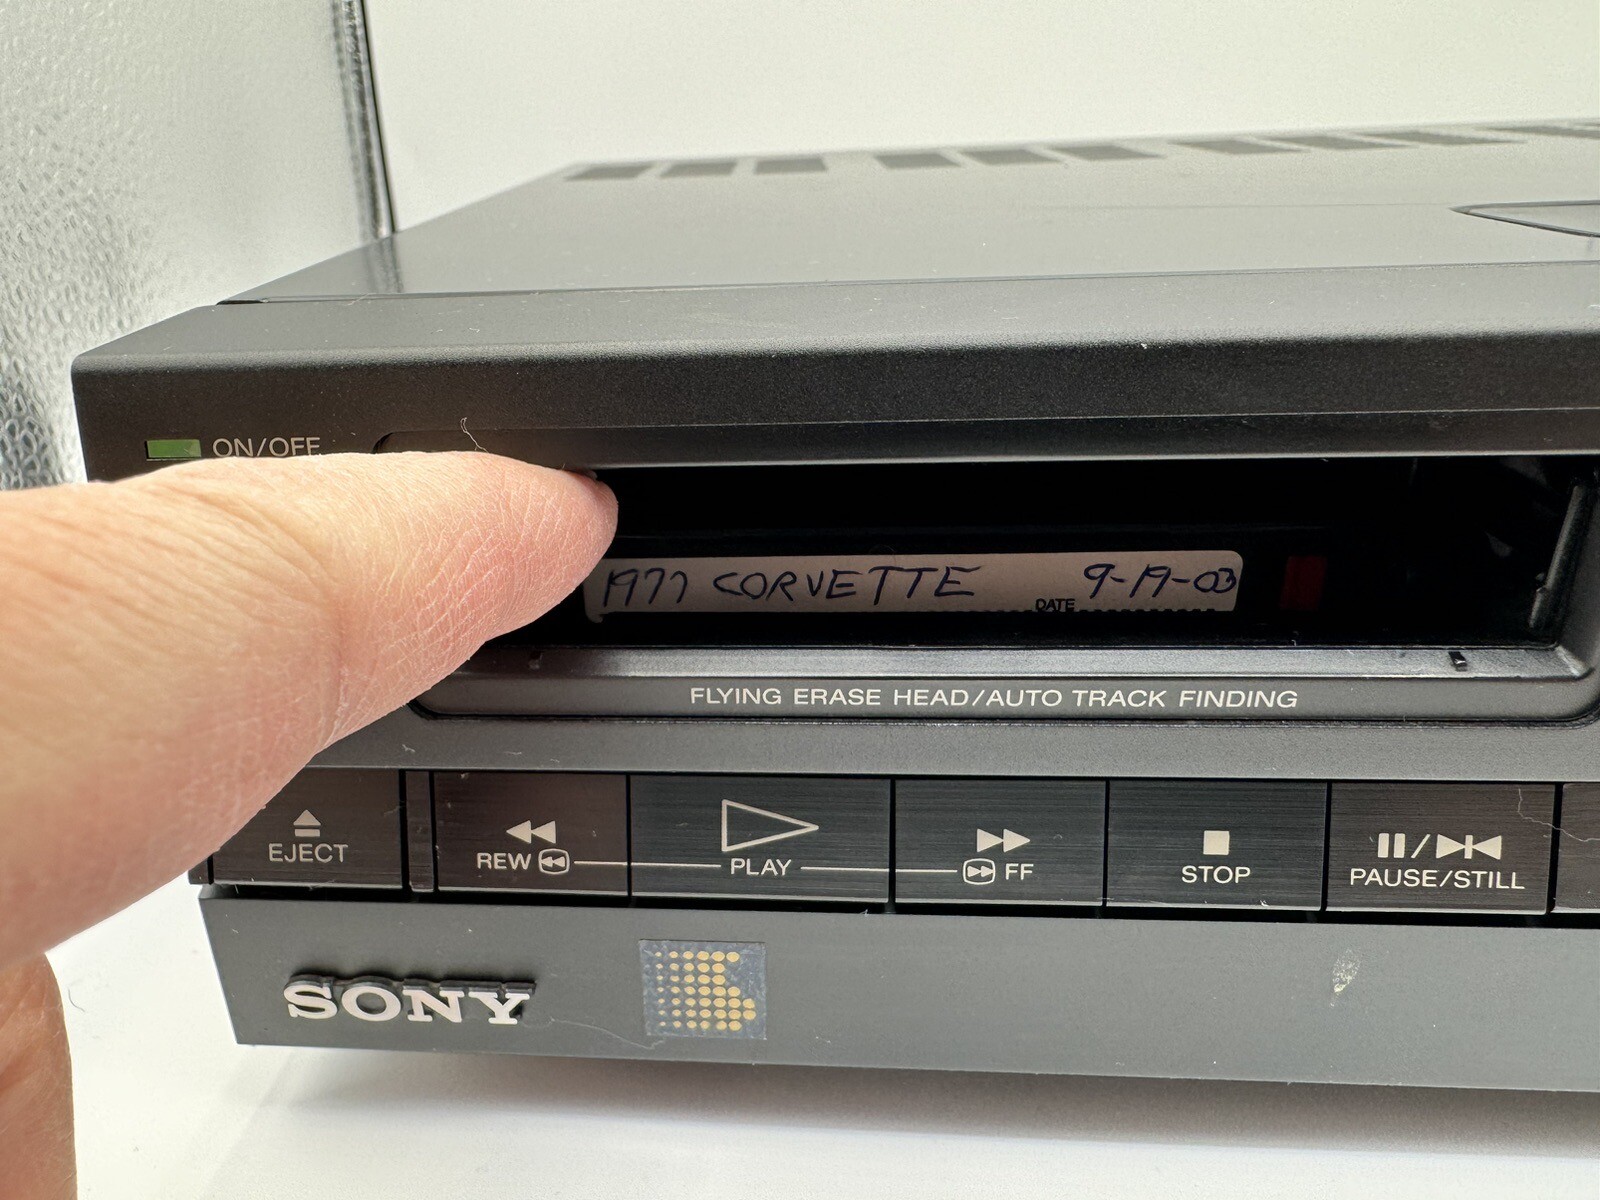 ON/OFF
1977 CORVETTE 9-19-03
DATE
FLYING ERASE HEAD/AUTO TRACK FINDING
EJECT REW PLAY FF STOP PAUSE/STILL
SONY